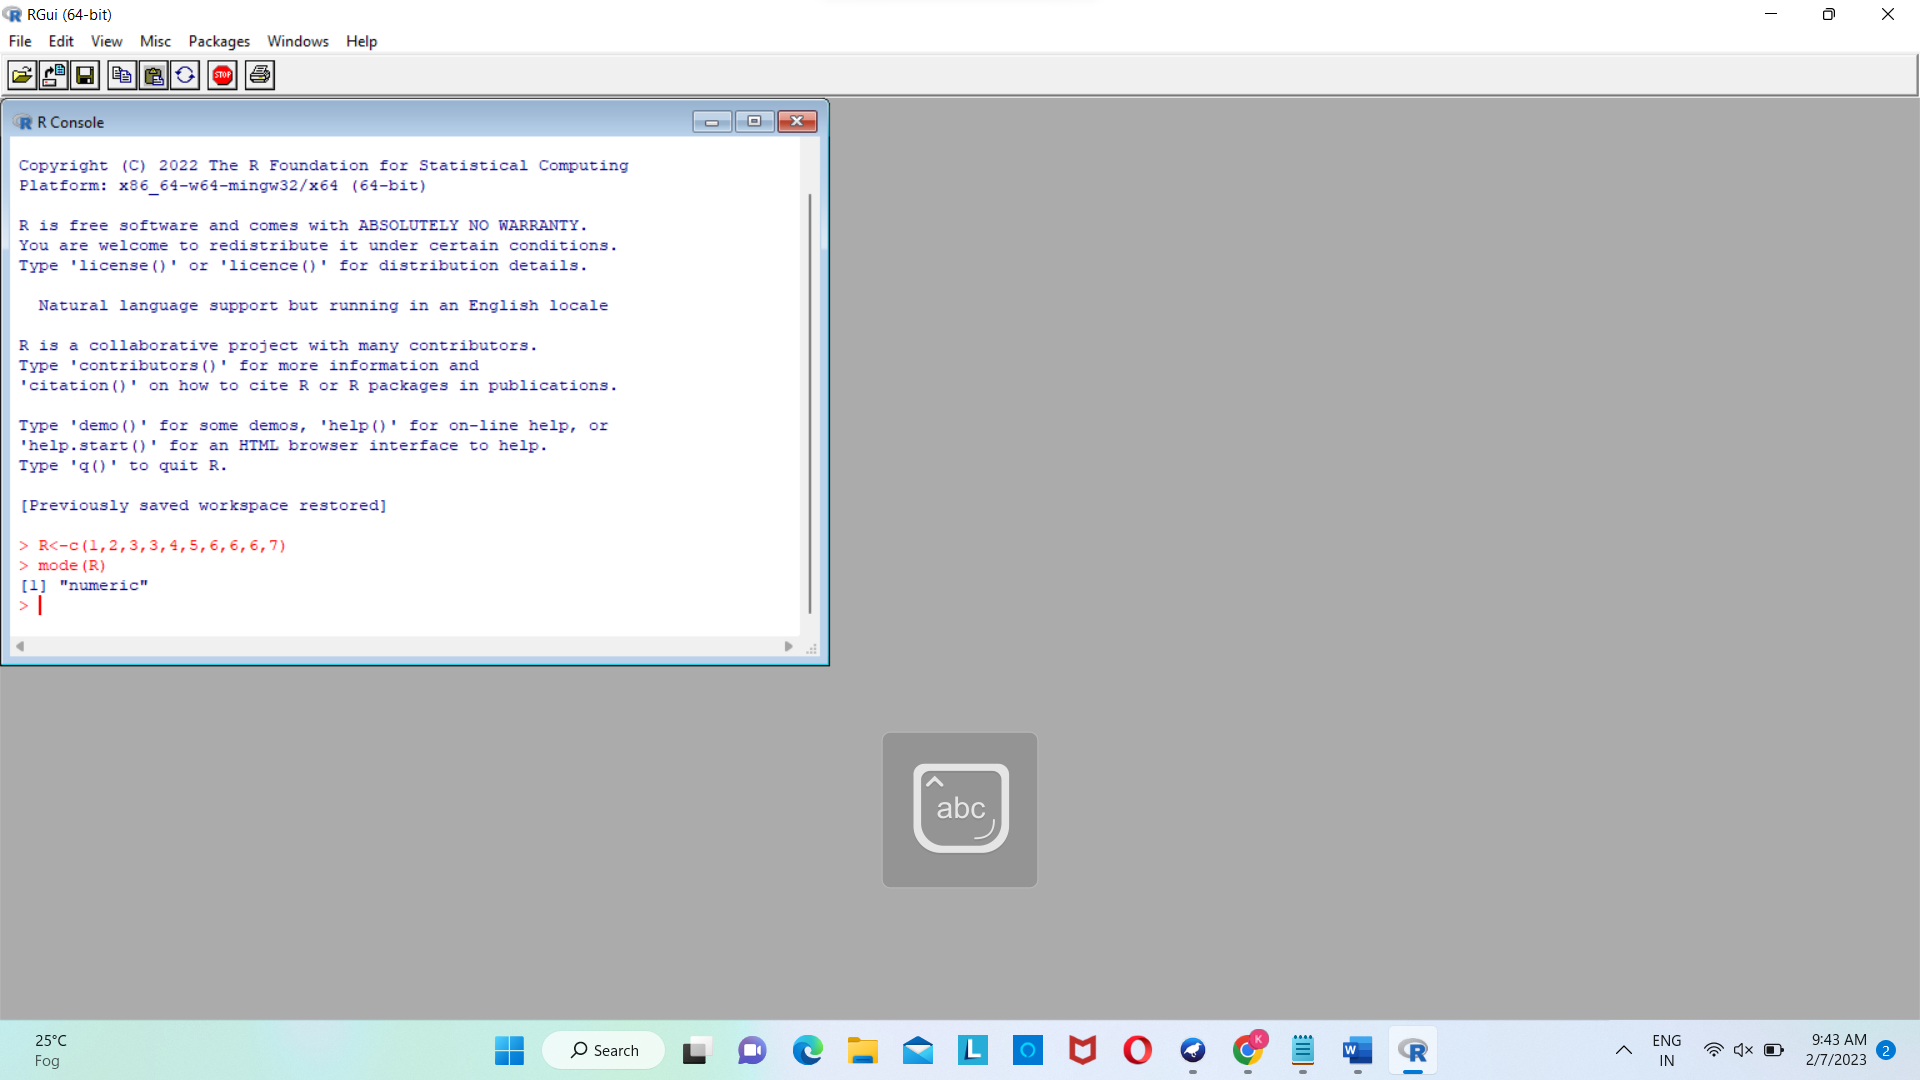 RGui (64-bit)
File Edit View Misc Packages Windows Help
STOP
R Console
Copyright (C) 2022 The R Foundation for Statistical Computing
Platform: x86_64-w64-mingw32/x64 (64-bit)
R is free software and comes with ABSOLUTELY NO WARRANTY.
You are welcome to redistribute it under certain conditions.
Type 'license()' or 'licence()' for distribution details.
Natural language support but running in an English locale
R is a collaborative project with many contributors.
Type 'contributors()' for more information and
'citation()' on how to cite R or R packages in publications.
Type 'demo()' for some demos, 'help()' for on-line help, or
'help.start()' for an HTML browser interface to help.
Type 'q()' to quit R.
[Previously saved workspace restored]
> R<-c(1,2,3,3,4,5,6,6,6,7)
> mode(R)
[1] "numeric"
>
abc
25°C
Fog
Search
L
K
W
R
ENG
IN
9:43 AM
2/7/2023
2